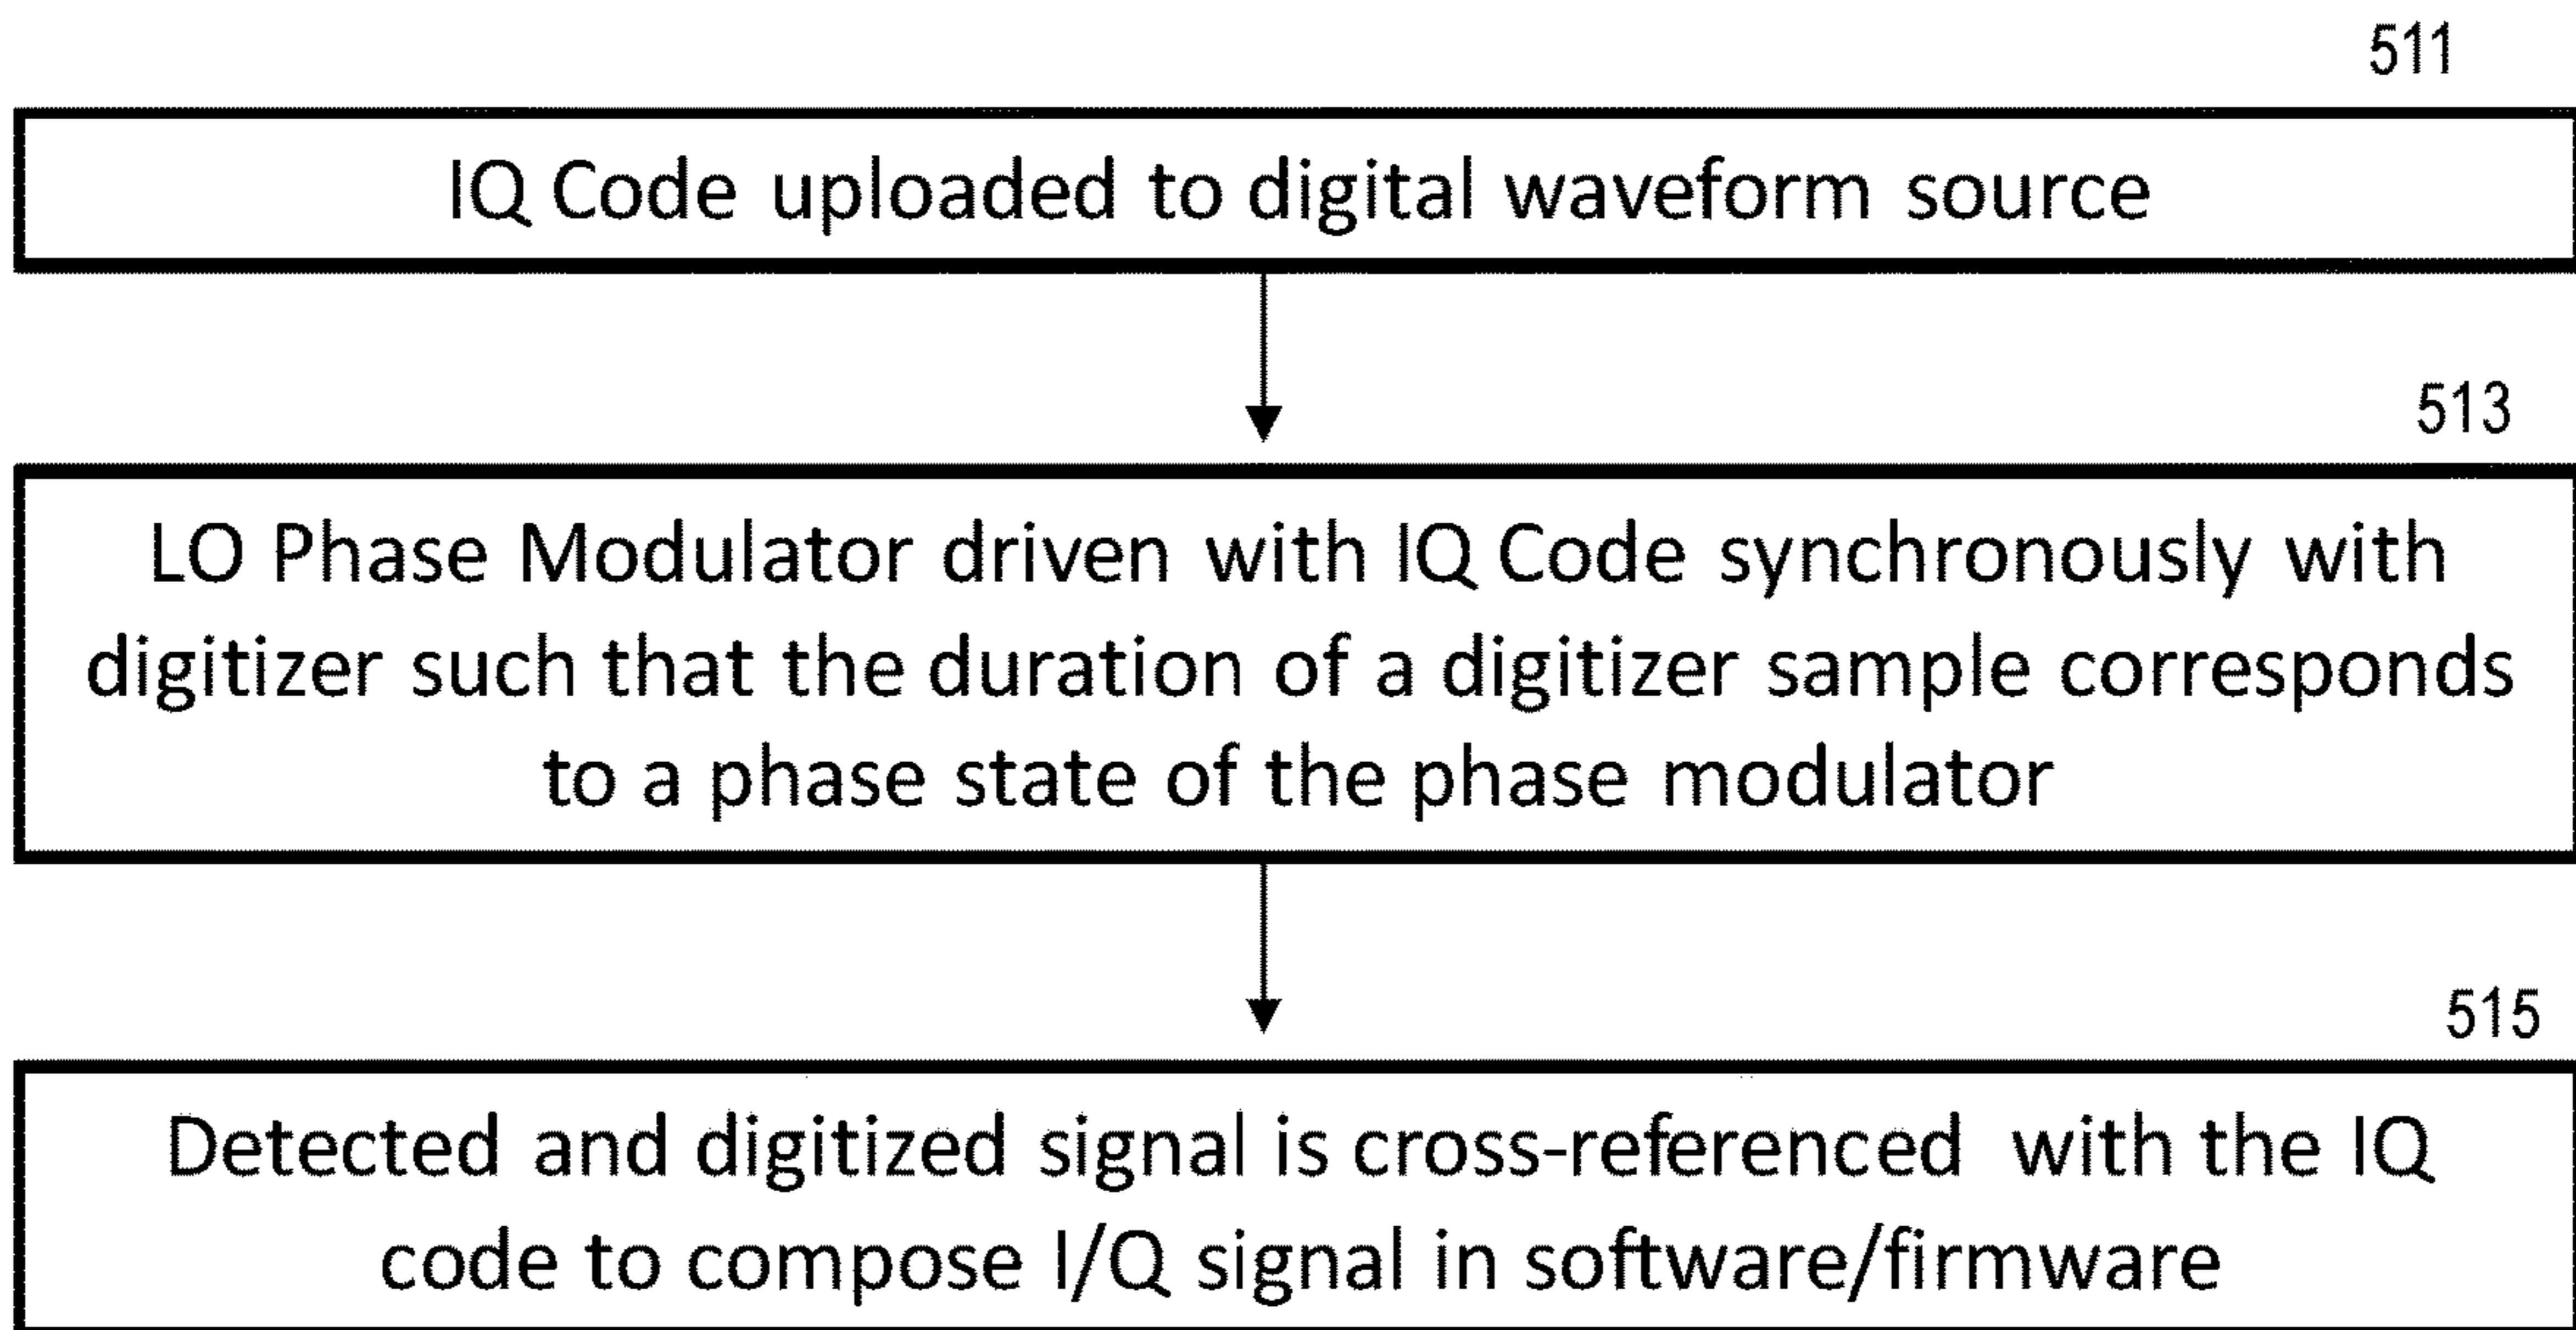 511
IQ Code uploaded to digital waveform source
513
LO Phase Modulator driven with IQ Code synchronously with
digitizer such that the duration of a digitizer sample corresponds
to a phase state of the phase modulator
515
Detected and digitized signal is cross-referenced with the IQ
code to compose I/Q signal in software/firmware